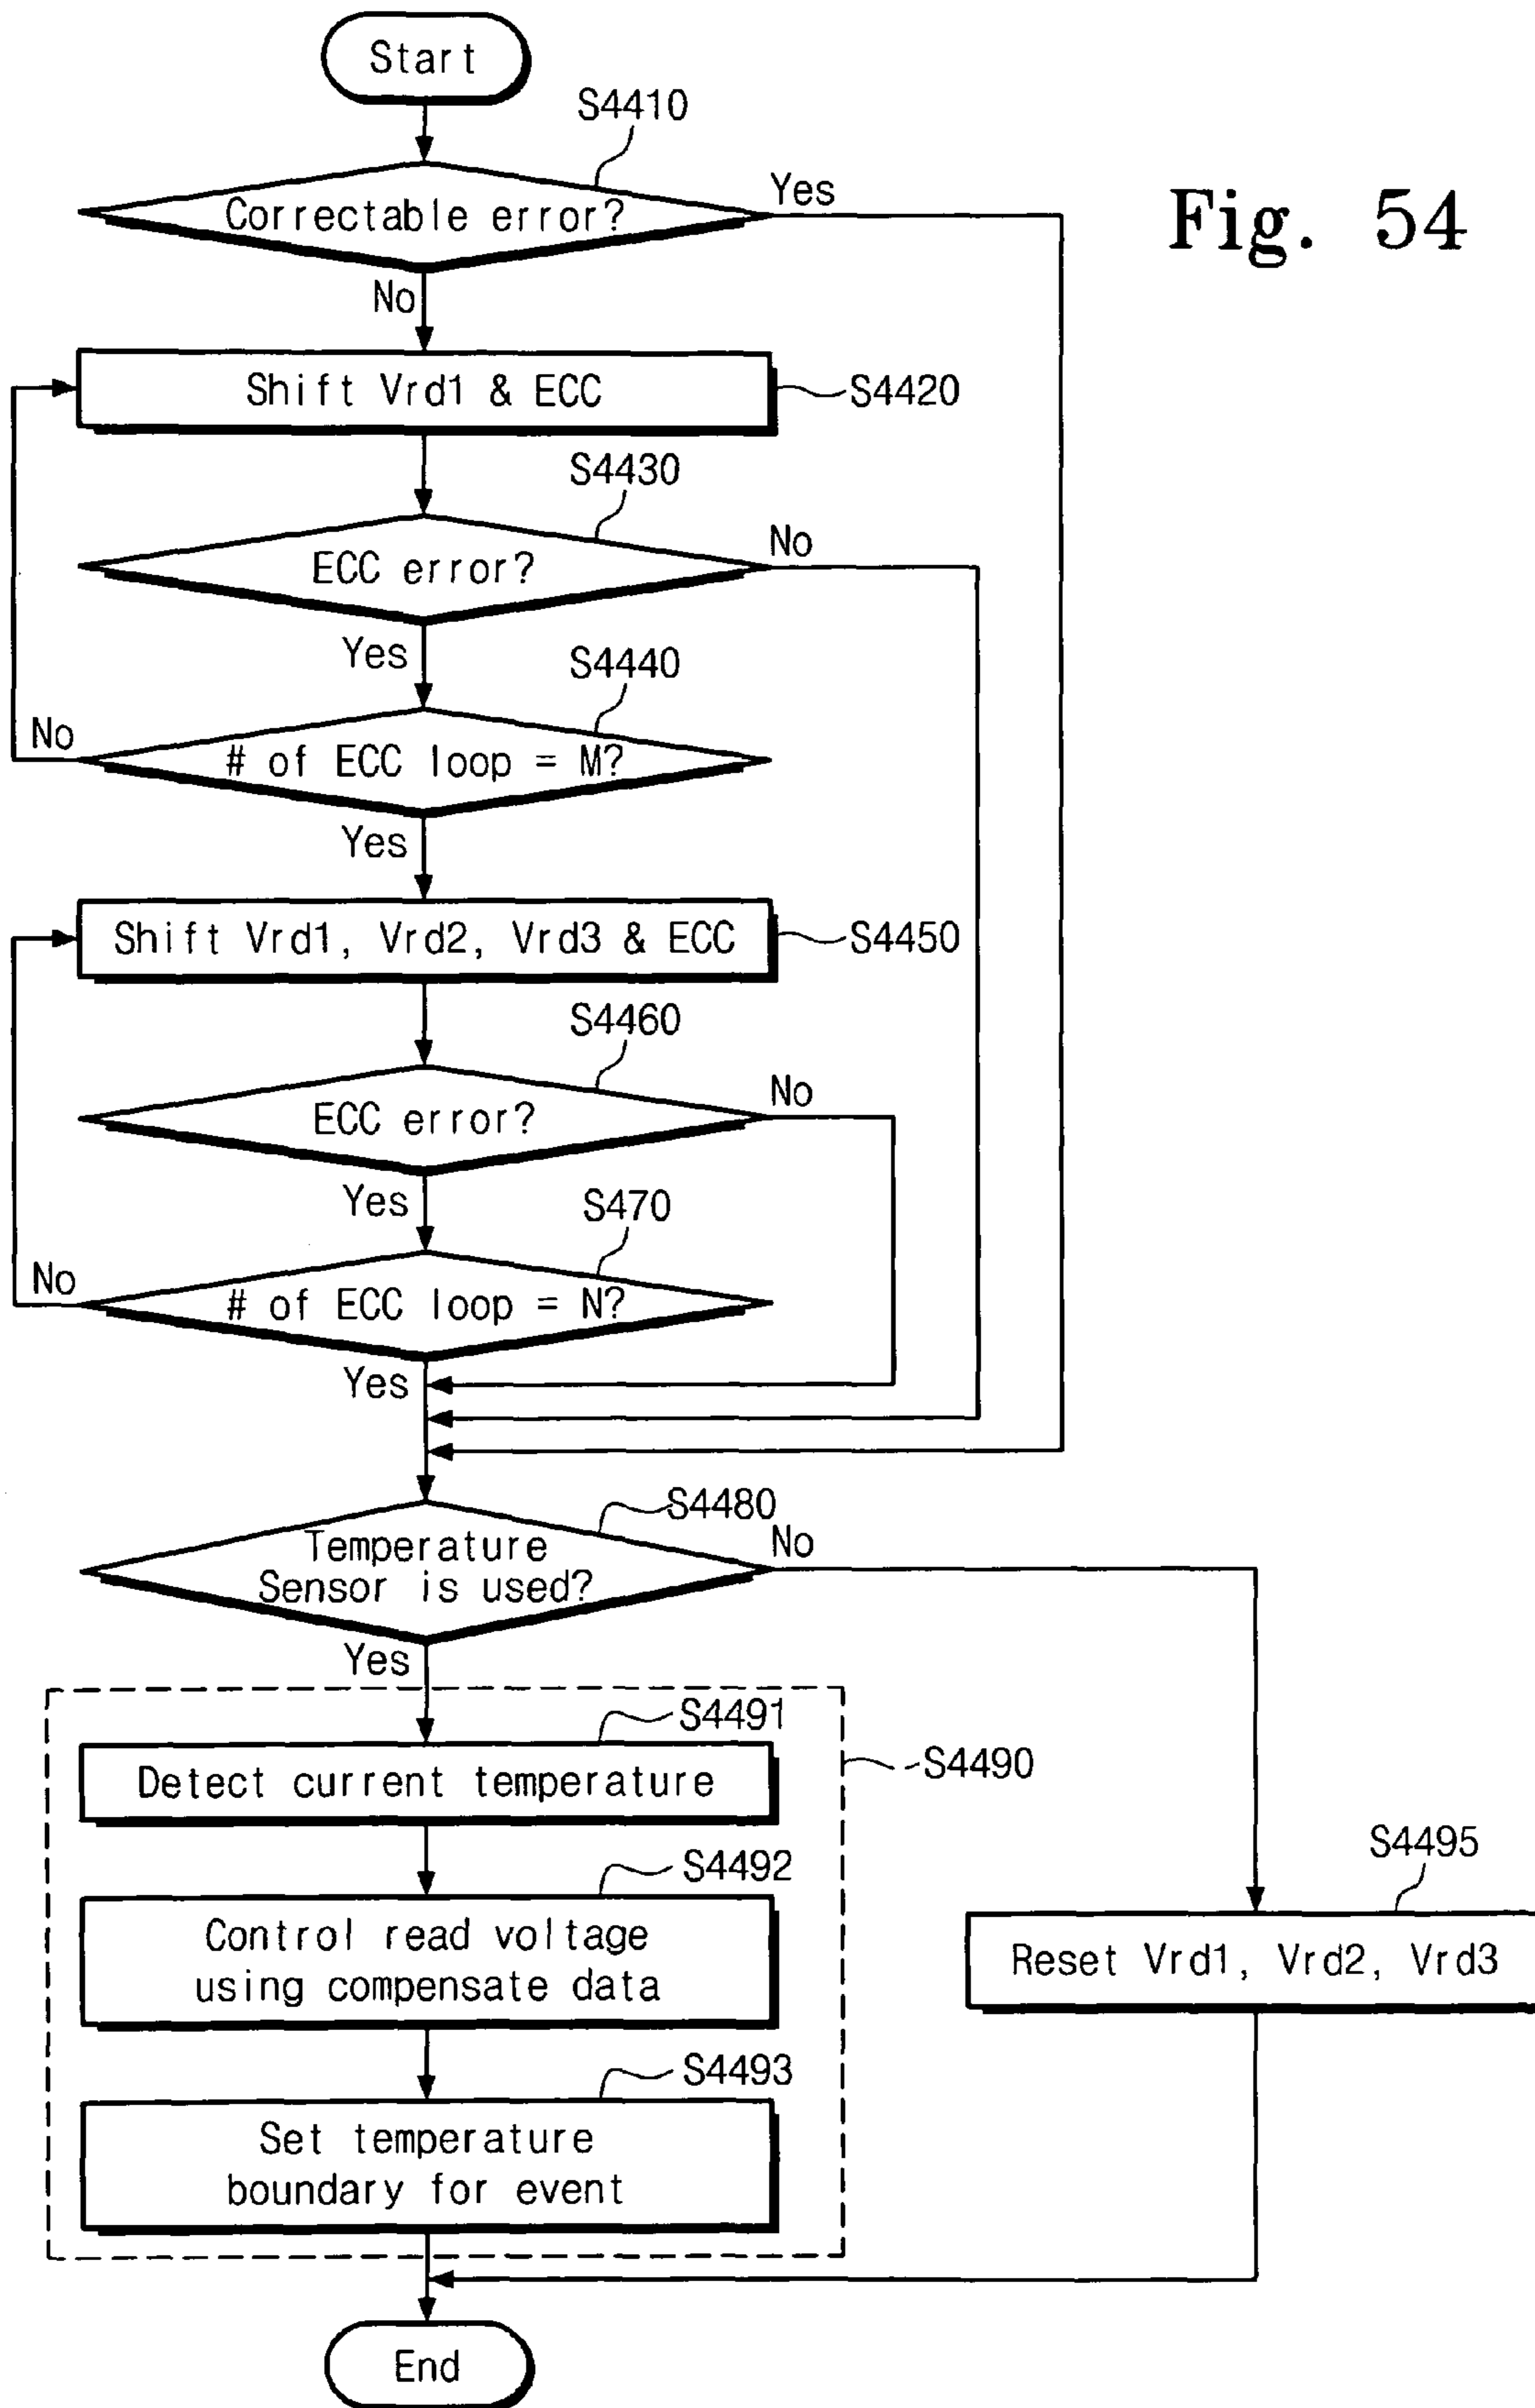 Start
S4410
Correctable error?
Yes
Fig. 54
No
Shift Vrd1 & ECC
S4420
S4430
ECC error?
No
Yes
S4440
No
# of ECC loop = M?
Yes
Shift Vrd1, Vrd2, Vrd3 & ECC
S4450
S4460
ECC error?
No
Yes
S470
No
# of ECC loop = N?
Yes
S4480
Temperature
Sensor is used?
No
Yes
S4491
Detect current temperature
S4490
S4492
Control read voltage
using compensate data
S4495
Reset Vrd1, Vrd2, Vrd3
S4493
Set temperature
boundary for event
End